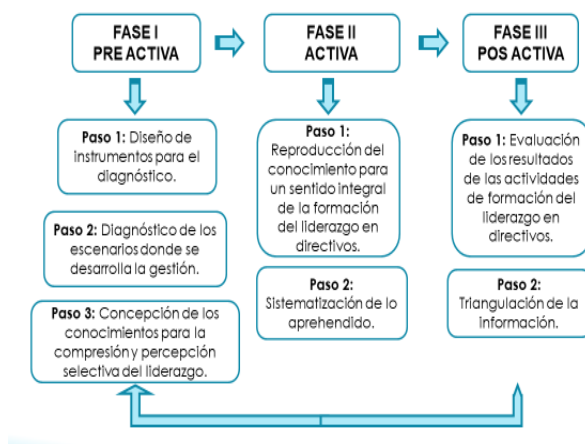 FASE I
PRE ACTIVA
FASE II
ACTIVA
FASE III
POS ACTIVA
Paso 1: Diseño de
instrumentos para el
diagnóstico.
Paso 2: Diagnóstico de los
escenarios donde se
desarrolla la gestión.
Paso 3: Concepción de los
conocimientos para la
compresión y percepción
selectiva del liderazgo.
Paso 1:
Reproducción del
conocimiento para
un sentido integral
de la formación
del liderazgo en
directivos.
Paso 2:
Sistematización de lo
aprehendido.
Paso 1: Evaluación
de los resultados
de las actividades
de formación del
liderazgo en
directivos.
Paso 2:
Triangulación de la
información.